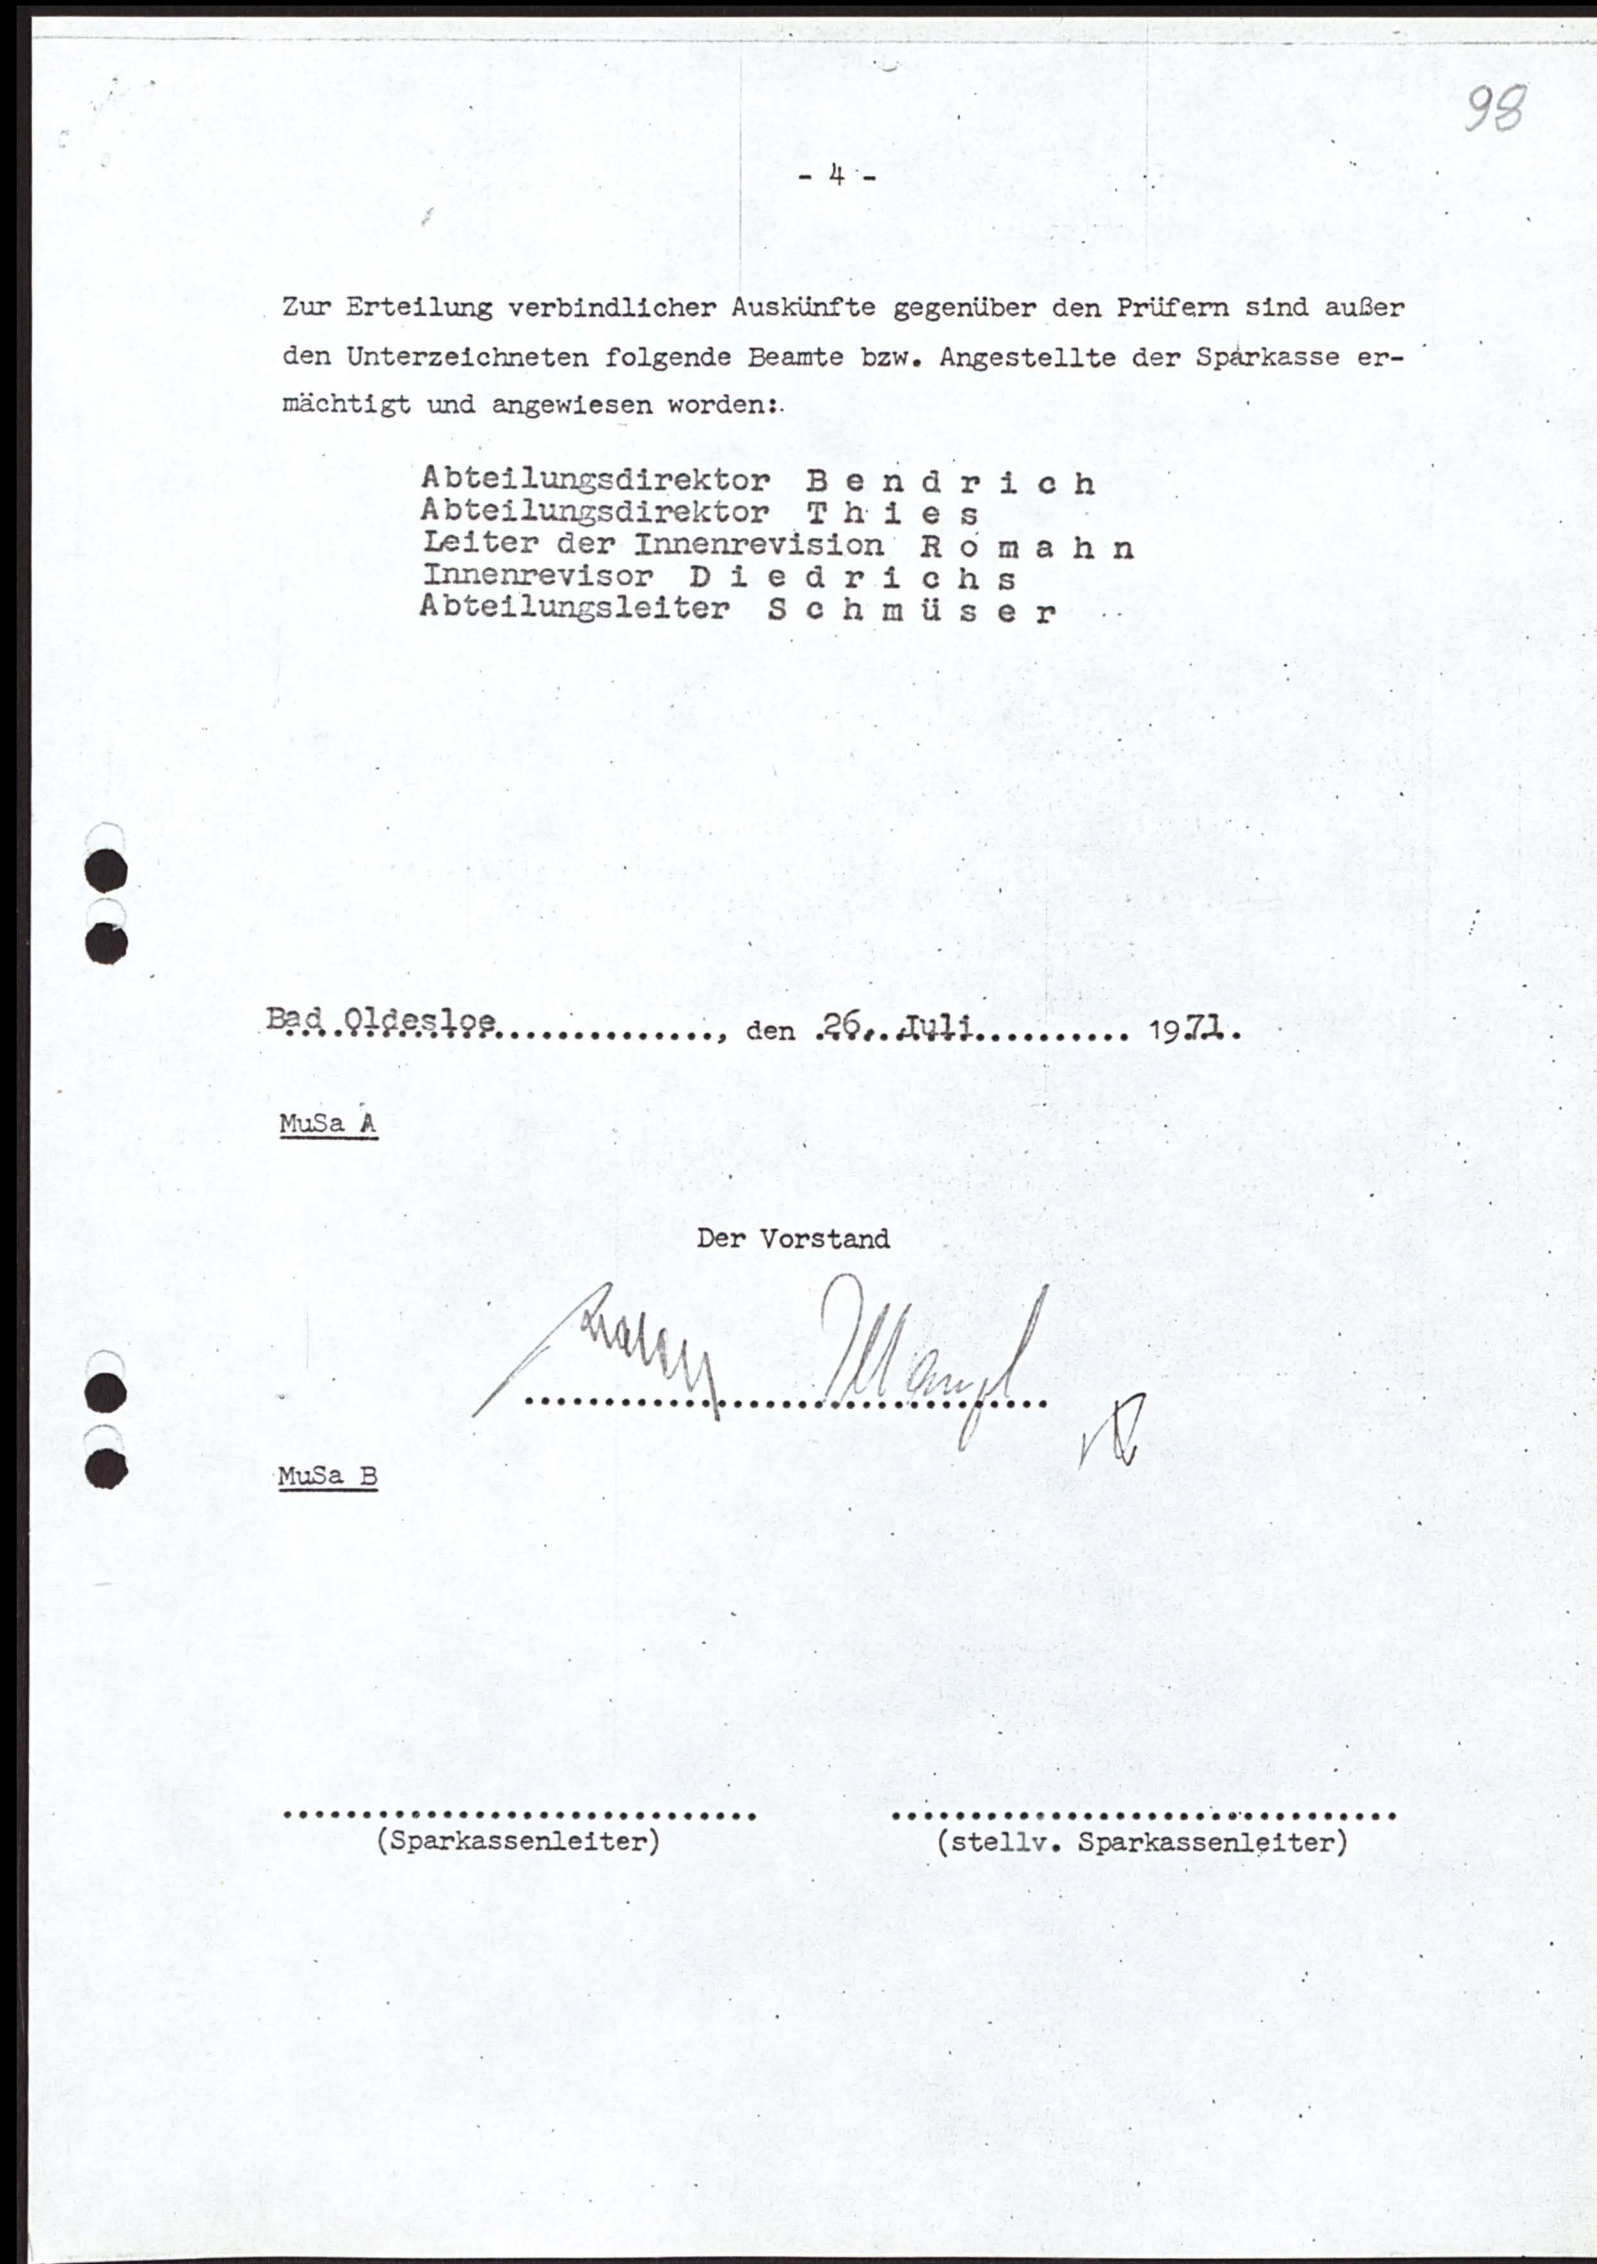 98
- 4 -
Zur Erteilung verbindlicher Auskünfte gegenüber den Prüfern sind außer
den Unterzeichneten folgende Beamte bzw. Angestellte der Sparkasse er-
mächtigt und angewiesen worden:
Abteilungsdirektor B e n d r i c h
Abteilungsdirektor T h i e s
Leiter der Innenrevision R o m a h n
Innenrevisor D i e d r i c h s
Abteilungsleiter S c h m ü s e r
Bad Oldesloe, den 26. Juli 1971.
MuSa A
Der Vorstand
MuSa B
(Sparkassenleiter) (stellv. Sparkassenleiter)